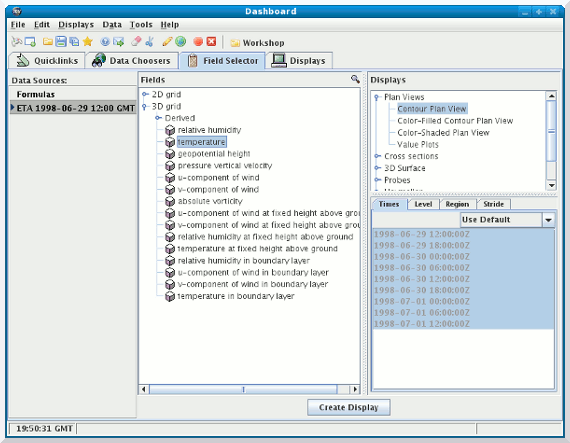 Dashboard
File Edit Displays Data Tools Help
Workshop
Quicklinks Data Choosers Field Selector Displays
Data Sources:
Formulas
ETA 1998-06-29 12:00 GMT
Fields
2D grid
3D grid
Derived
relative humidity
temperature
geopotential height
pressure vertical velocity
u-component of wind
v-component of wind
absolute vorticity
u-component of wind at fixed height above grou
v-component of wind at fixed height above grou
relative humidity at fixed height above ground
temperature at fixed height above ground
relative humidity in boundary layer
u-component of wind in boundary layer
v-component of wind in boundary layer
temperature in boundary layer
Displays
Plan Views
Contour Plan View
Color-Filled Contour Plan View
Color-Shaded Plan View
Value Plots
Cross sections
3D Surface
Probes
Times Level Region Stride
Use Default
1998-06-29 12:00:00Z
1998-06-29 18:00:00Z
1998-06-30 00:00:00Z
1998-06-30 06:00:00Z
1998-06-30 12:00:00Z
1998-06-30 18:00:00Z
1998-07-01 00:00:00Z
1998-07-01 06:00:00Z
1998-07-01 12:00:00Z
Create Display
19:50:31 GMT